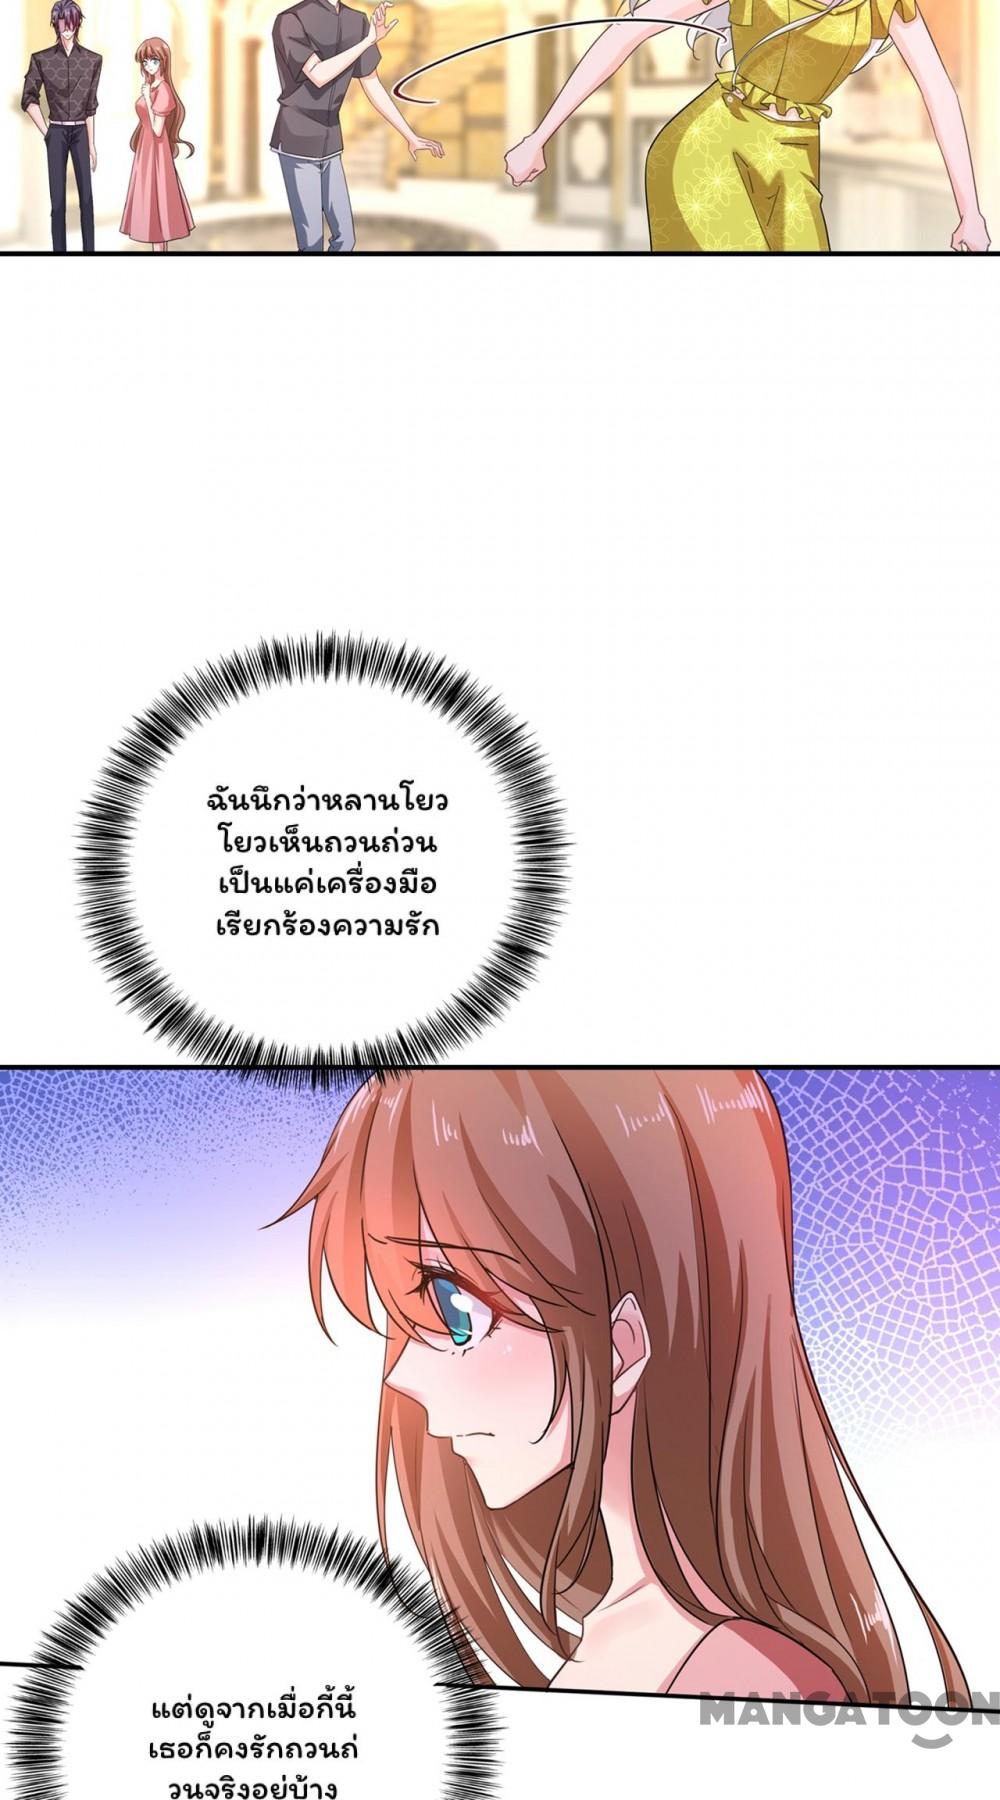 ฉันนึกว่าหลานโยว
โยวเห็นถวนถ่วน
เป็นแค่เครื่องมือ
เรียกร้องความรัก
MANGATOON
แต่ดูจากเมื่อกี้นี้
เธอก็คงรักถวนถ่
วนจริงอยู่บ้าง